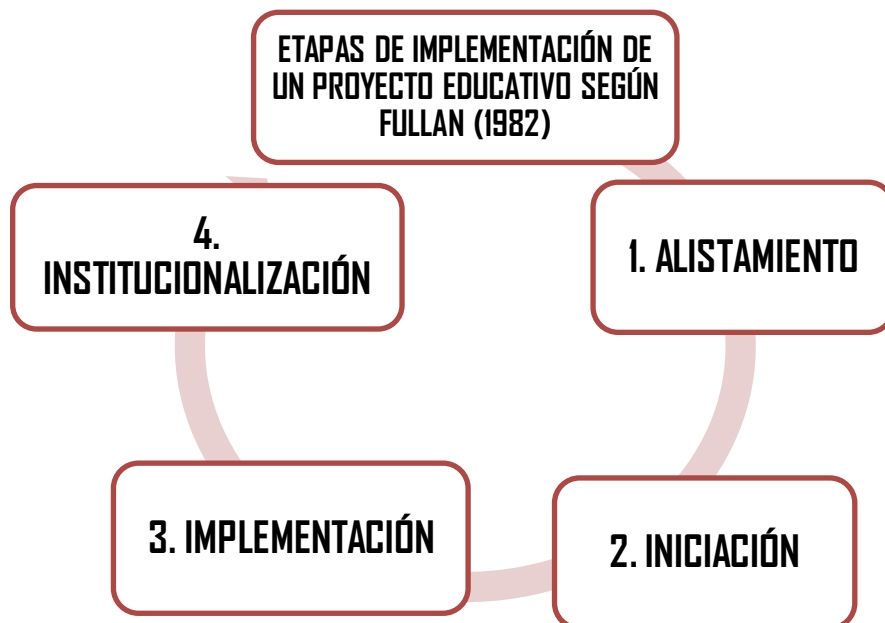 ETAPAS DE IMPLEMENTACIÓN DE
UN PROYECTO EDUCATIVO SEGÚN
FULLAN (1982)
1. ALISTAMIENTO
2. INICIACIÓN
3. IMPLEMENTACIÓN
4.
INSTITUCIONALIZACIÓN